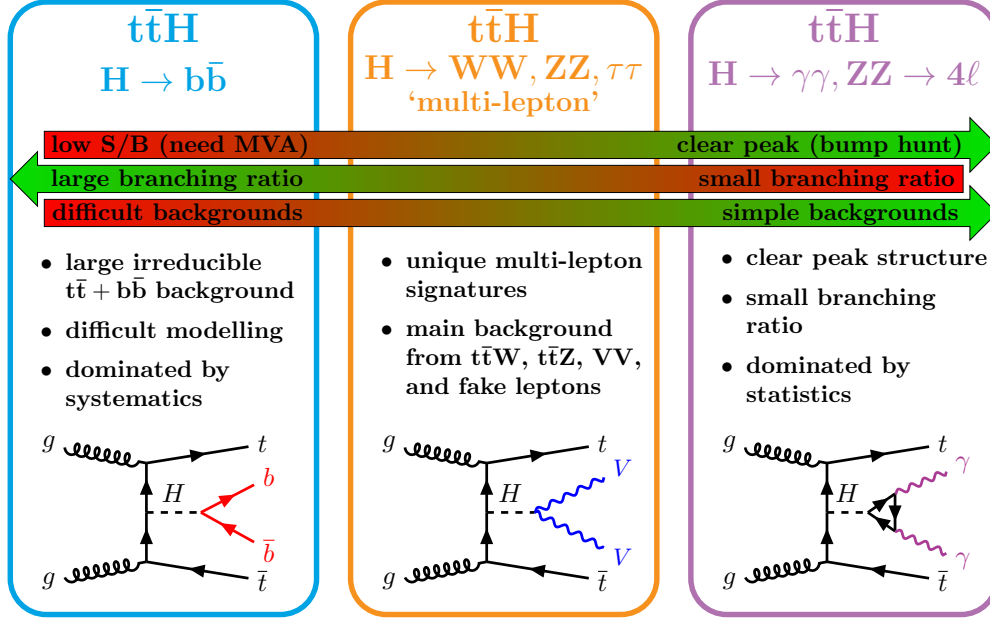 tt̄H
H → bb̄
tt̄H
H → WW, ZZ, ττ
‘multi-lepton’
tt̄H
H → γγ, ZZ → 4ℓ
low S/B (need MVA)
clear peak (bump hunt)
large branching ratio
small branching ratio
difficult backgrounds
simple backgrounds
• large irreducible
tt̄ + bb̄ background
• difficult modelling
• dominated by
systematics
• unique multi-lepton
signatures
• main background
from tt̄W, tt̄Z, VV,
and fake leptons
• clear peak structure
• small branching
ratio
• dominated by
statistics
g
t
H
b
b̄
g
t̄
g
t
H
V
V
g
t̄
g
t
H
γ
γ
g
t̄